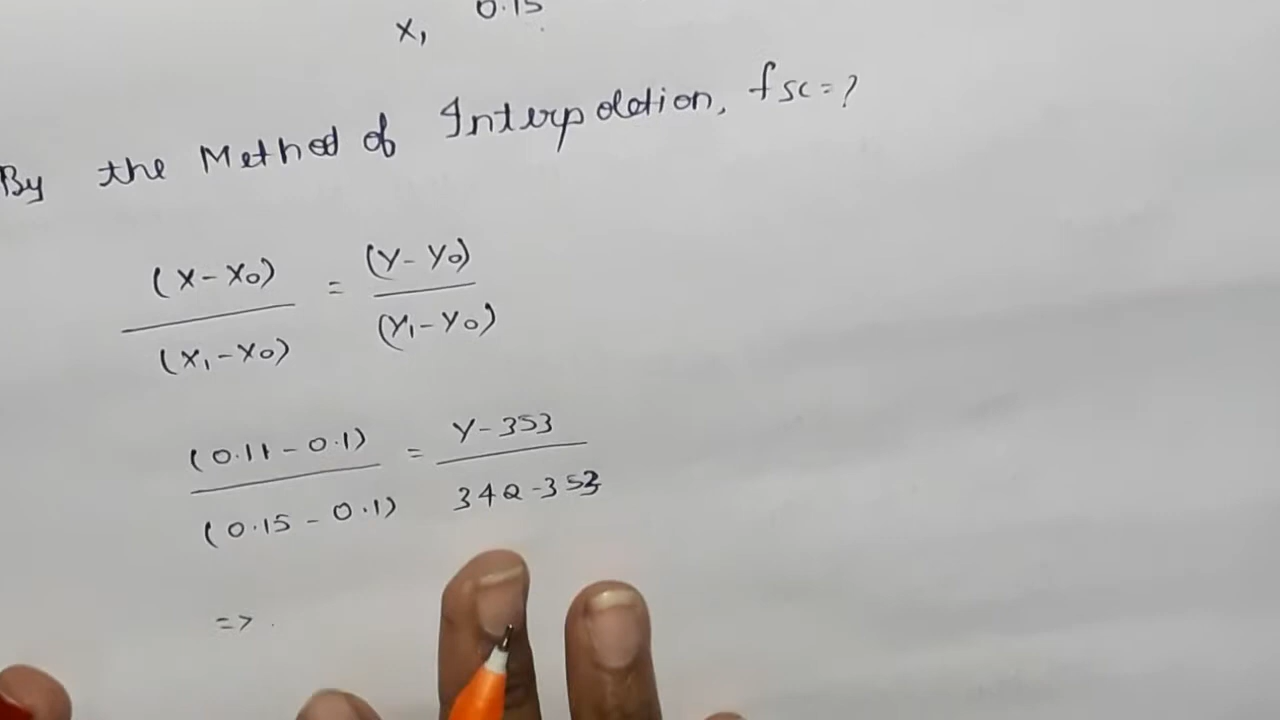 x, 0.15
By the Method of Interpolation, fsc=?
(x-x0) = (Y-Y0)
(x1-x0) (Y1-Y0)
(0.11-0.1) = Y-353
(0.15-0.1) 342-353
=>